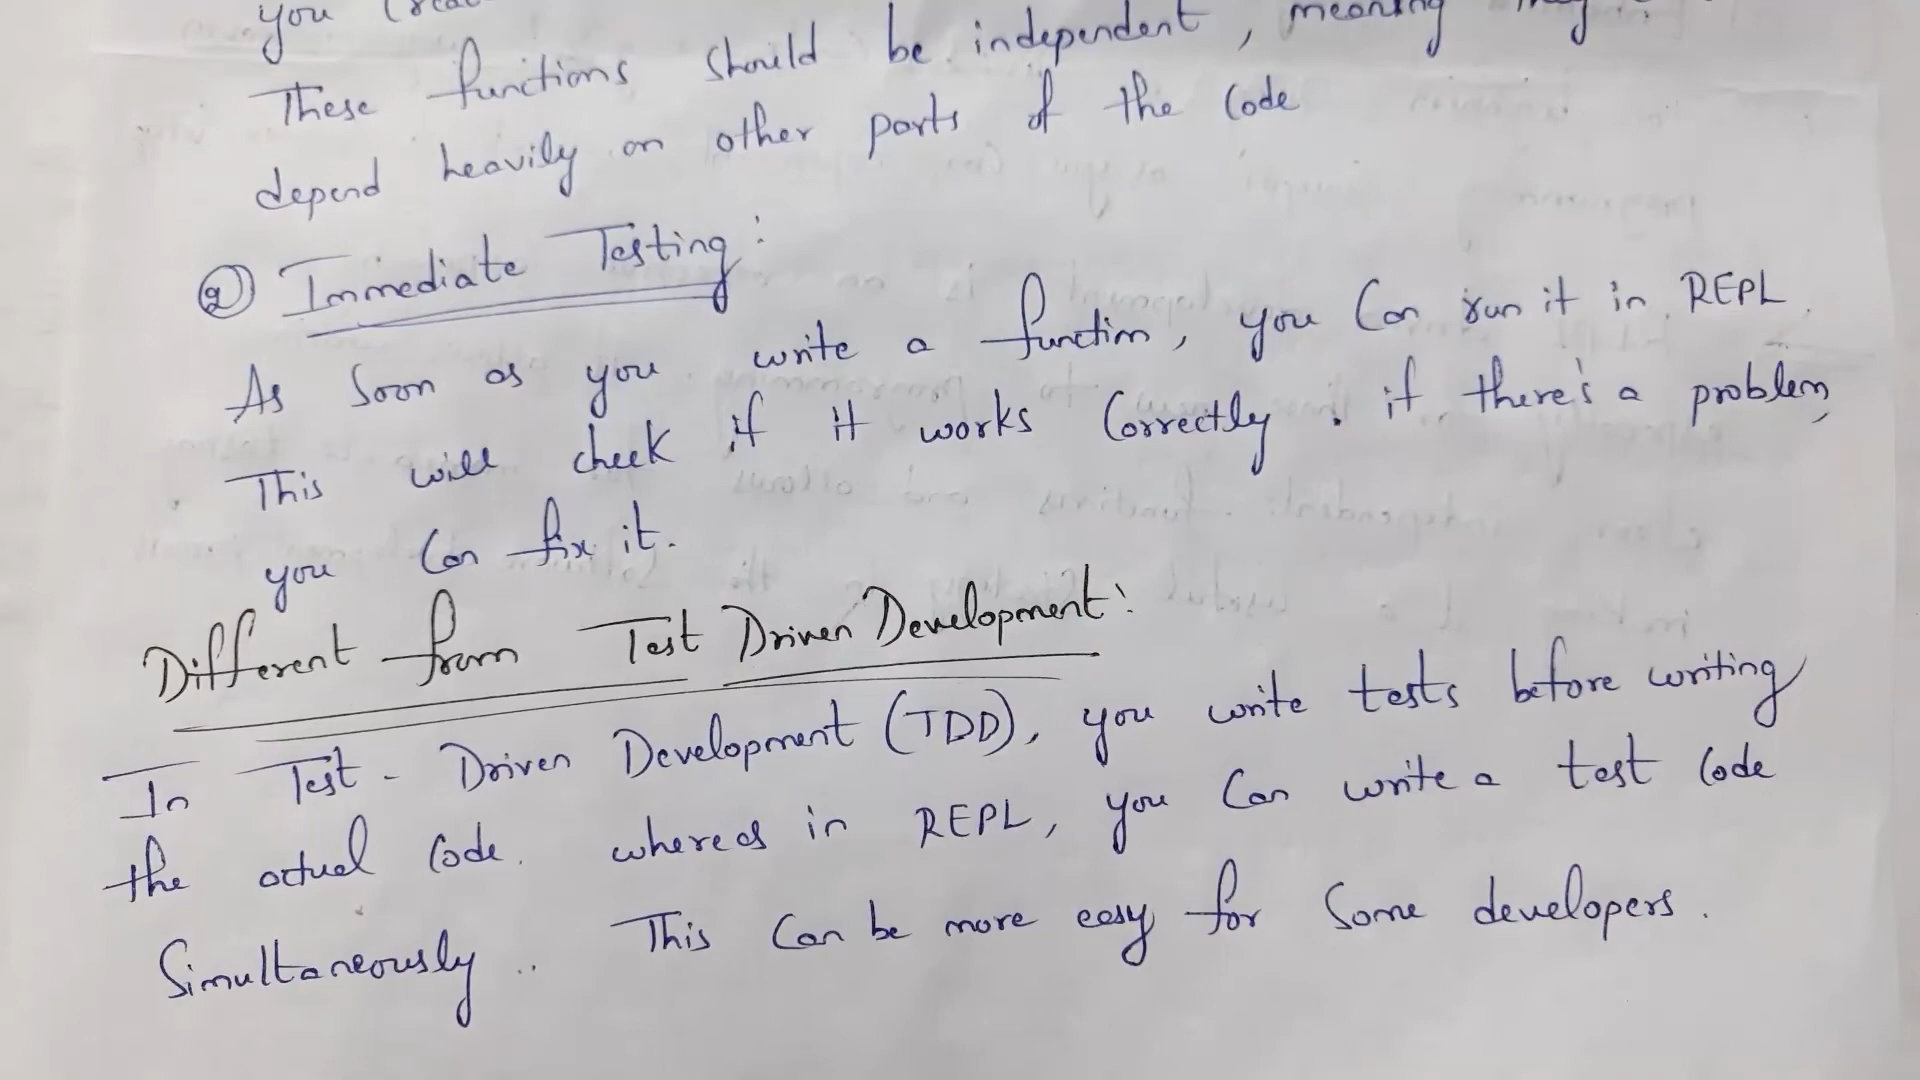 you
These functions should be independent, meaning they
depend heavily on other parts of the code
② Immediate Testing:
As soon as you write a function, you can run it in REPL.
This will check if it works correctly. if there's a problem,
you can fix it.
Different from Test Driven Development:
In Test-Driven Development (TDD), you write tests before writing
the actual code. whereas in REPL, you can write a test code
Simultaneously.. This can be more easy for some developers.